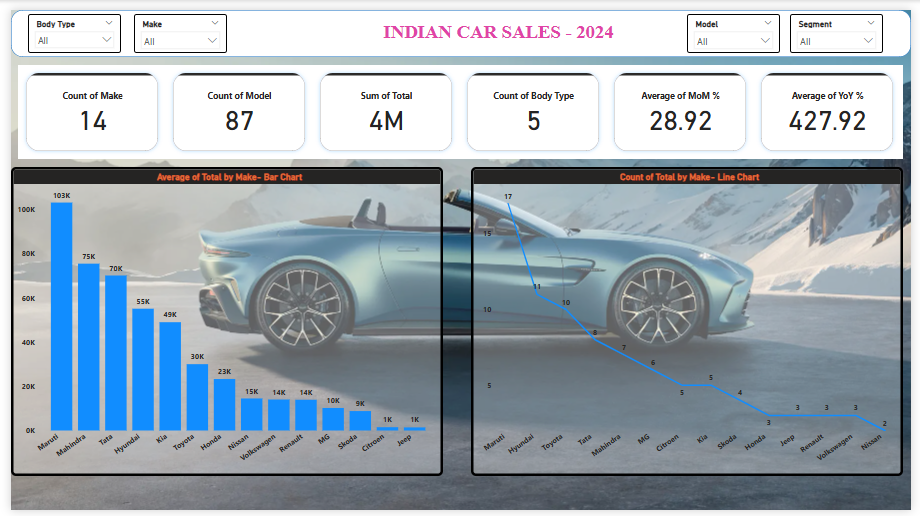 Body Type
All
Make
All
INDIAN CAR SALES - 2024
Model
All
Segment
All
Count of Make
14
Count of Model
87
Sum of Total
4M
Count of Body Type
5
Average of MoM %
28.92
Average of YoY %
427.92
Average of Total by Make- Bar Chart
100K
80K
60K
40K
20K
0K
103K
75K
70K
55K
49K
30K
23K
15K
14K
14K
10K
9K
1K
1K
Maruti
Mahindra
Tata
Hyundai
Kia
Toyota
Honda
Nissan
Volkswagen
Renault
MG
Skoda
Citroen
Jeep
Count of Total by Make- Line Chart
15
10
5
17
11
10
8
7
6
5
5
4
3
3
3
3
2
Maruti
Hyundai
Toyota
Tata
Mahindra
MG
Citroen
Kia
Skoda
Honda
Jeep
Renault
Volkswagen
Nissan